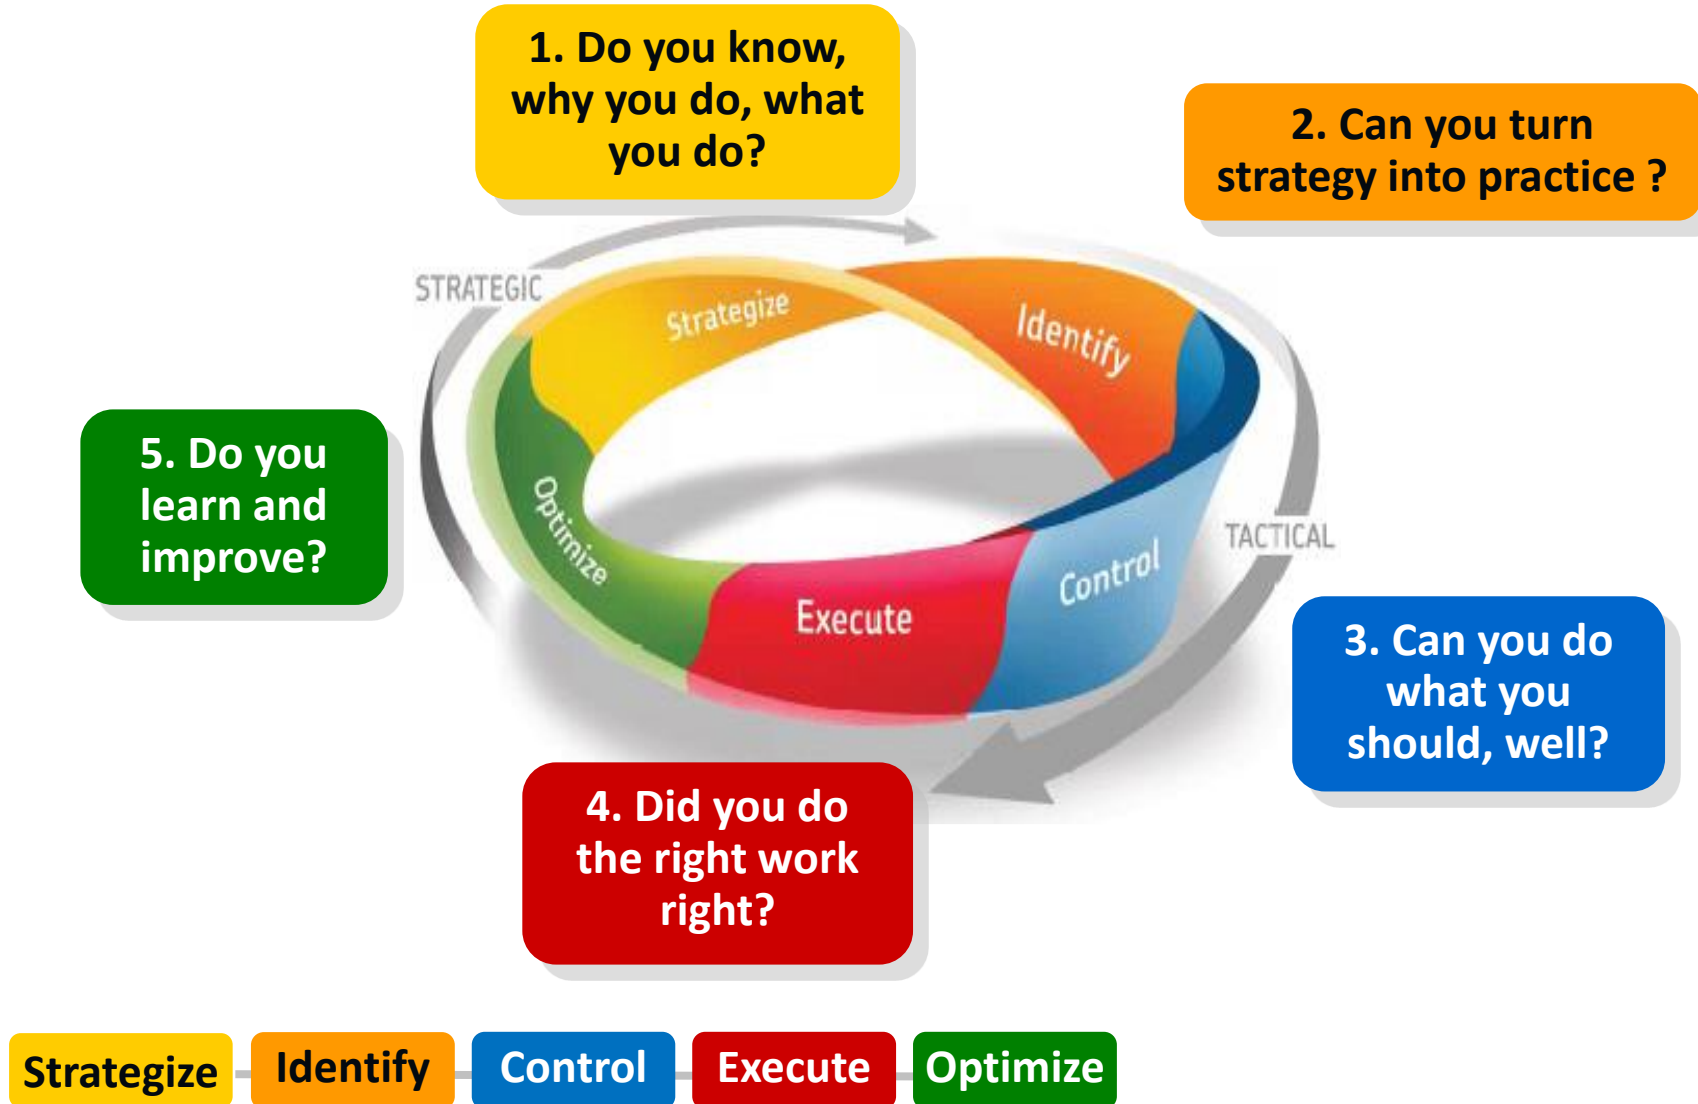 1. Do you know,
why you do, what
you do?
2. Can you turn
strategy into practice ?
STRATEGIC
Strategize
Identify
5. Do you
learn and
improve?
Optimize
TACTICAL
Control
Execute
3. Can you do
what you
should, well?
4. Did you do
the right work
right?
Strategize
Identify
Control
Execute
Optimize